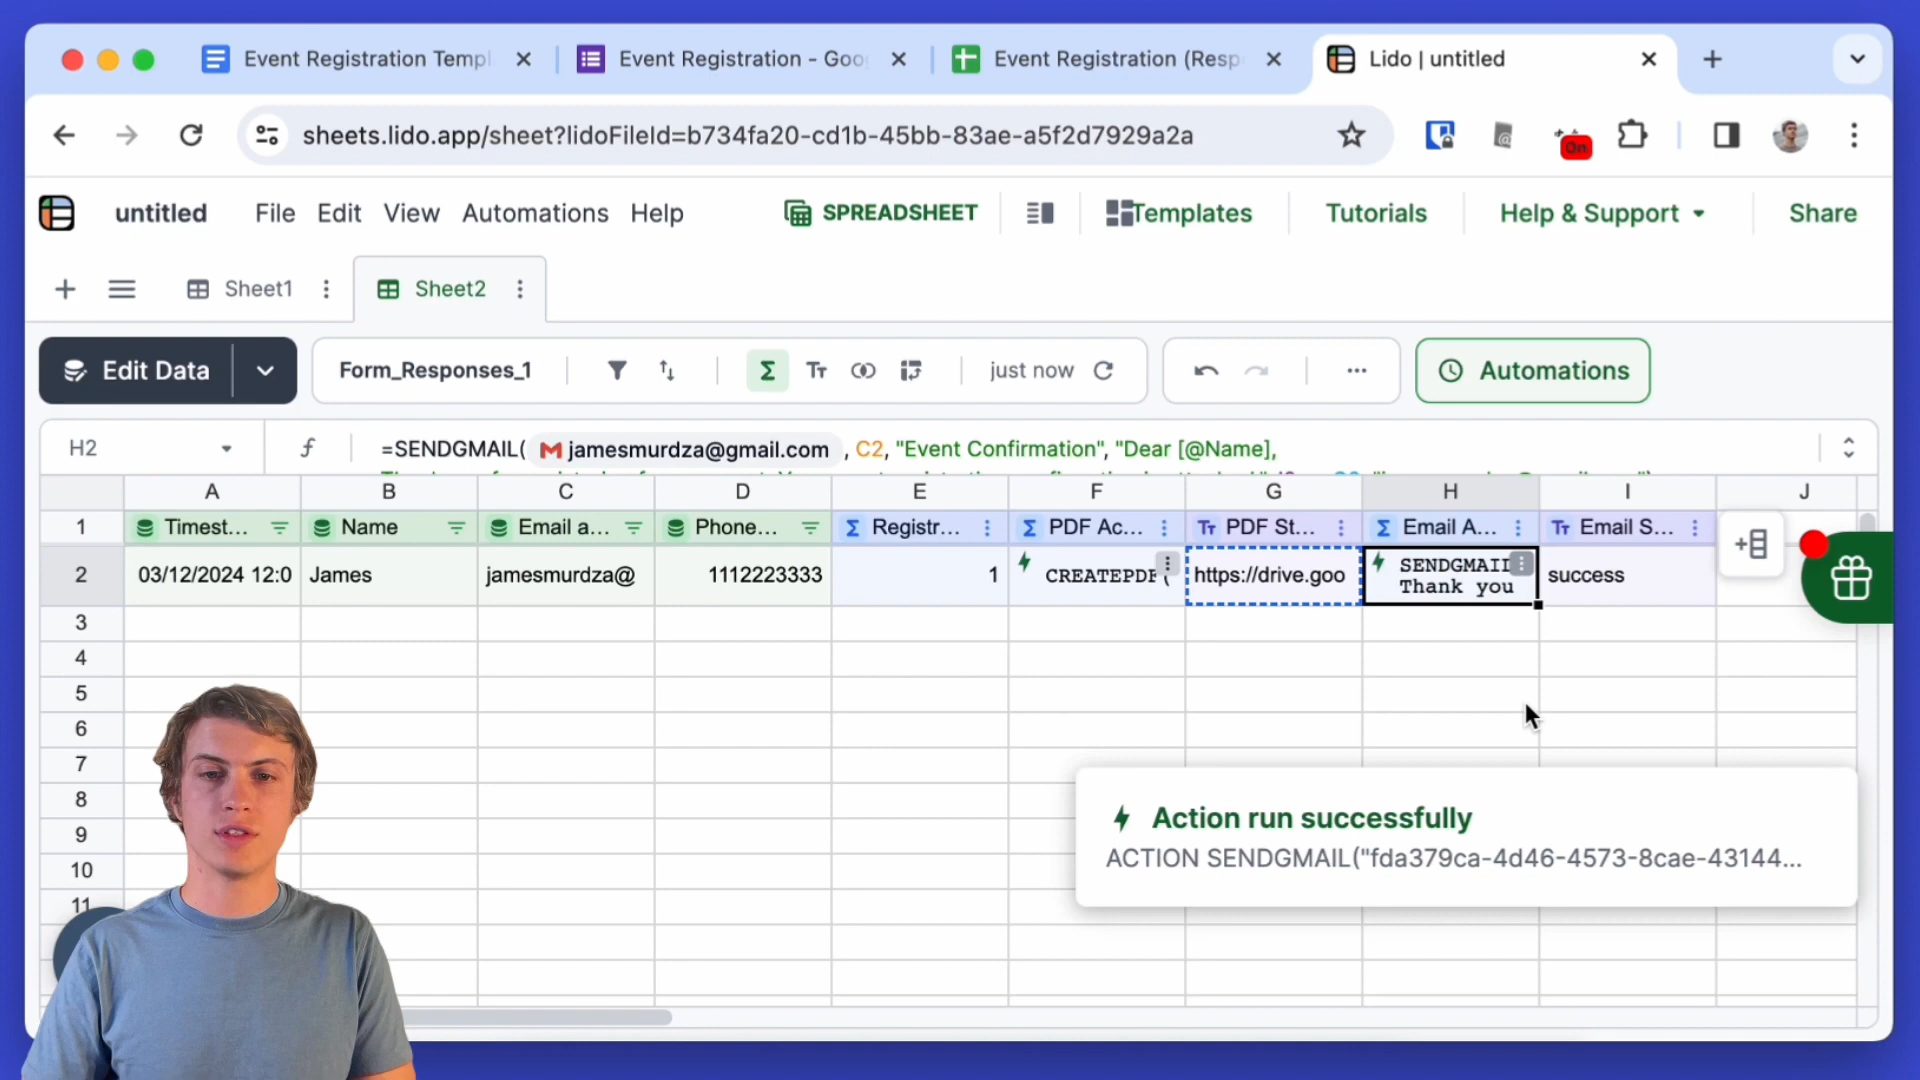 Event Registration Templ
Event Registration - Goo
Event Registration (Resp
Lido | untitled
sheets.lido.app/sheet?lidoFileId=b734fa20-cd1b-45bb-83ae-a5f2d7929a2a
On
untitled
File
Edit
View
Automations
Help
SPREADSHEET
Templates
Tutorials
Help & Support
Share
Sheet1
Sheet2
Edit Data
Form_Responses_1
just now
Automations
H2
=SENDGMAIL( jamesmurdza@gmail.com , C2, "Event Confirmation", "Dear [@Name],
A B C D E F G H I J
1 Timest... Name Email a... Phone... Registr... PDF Ac... PDF St... Email A... Email S...
2 03/12/2024 12:0 James jamesmurdza@ 1112223333 1 CREATEPDF( https://drive.goo SENDGMAIL
Thank you
success
3
4
5
6
7
8
9
10
11
Action run successfully
ACTION SENDGMAIL("fda379ca-4d46-4573-8cae-43144...